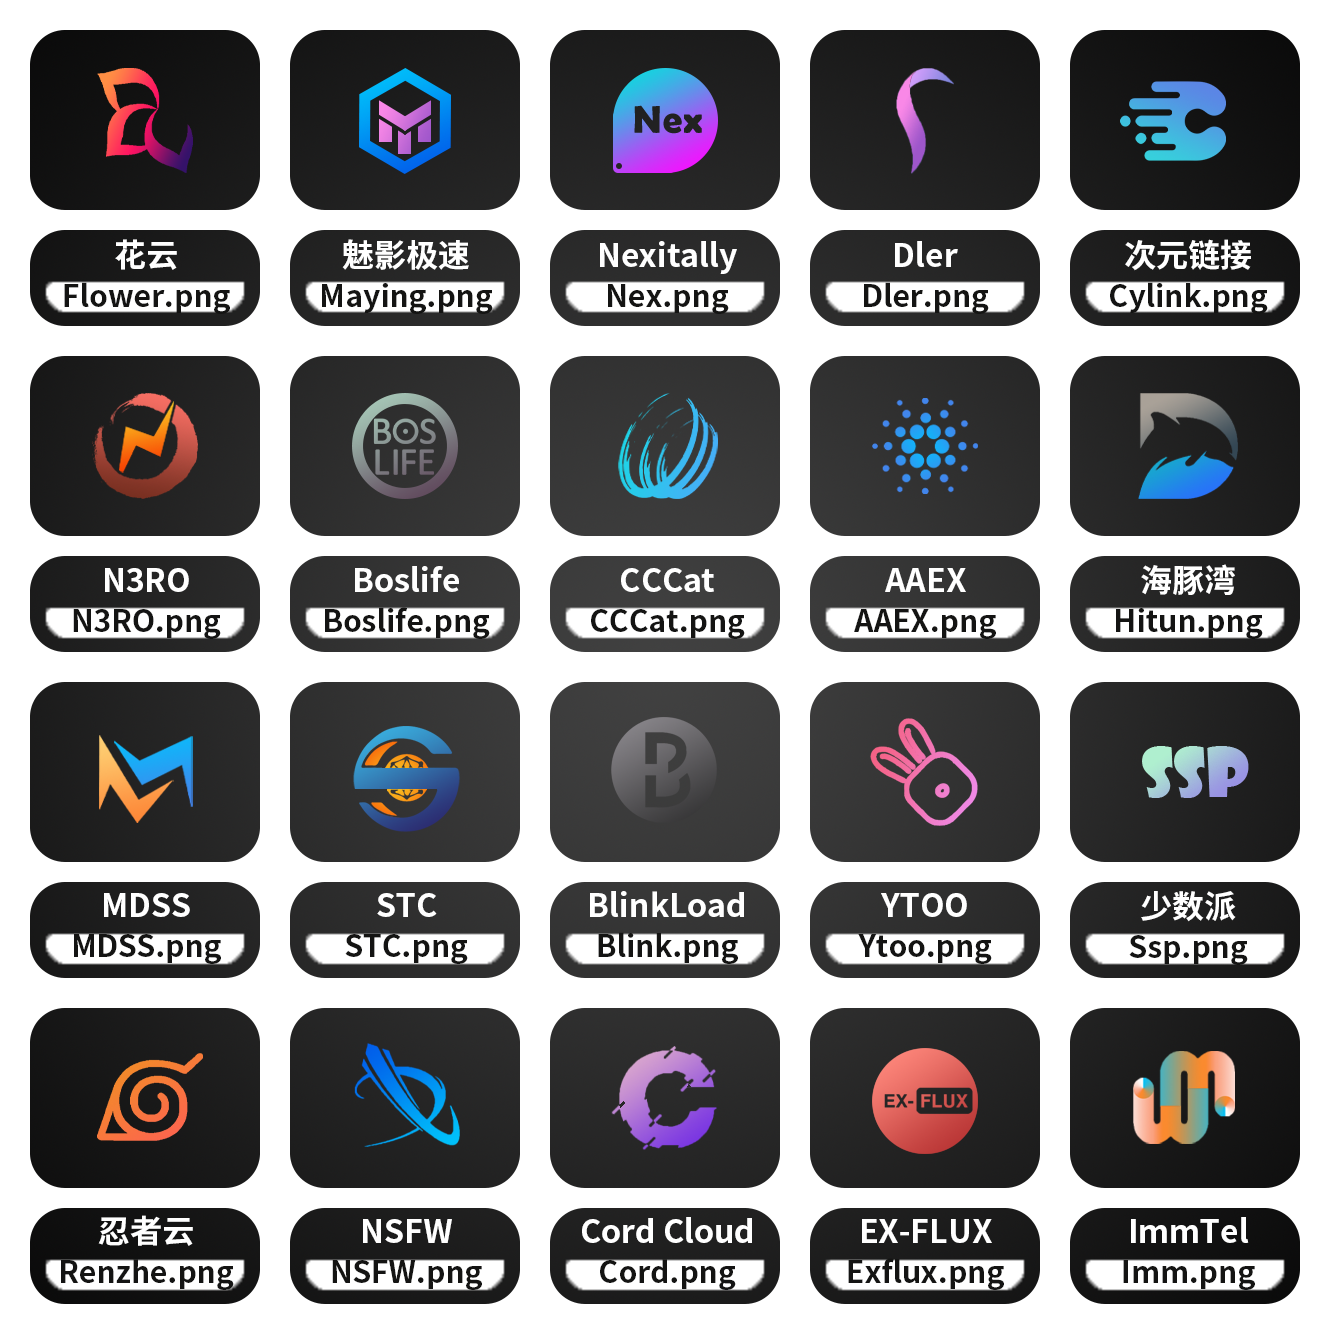 Nex
花云
Flower.png
魅影极速
Maying.png
Nexitally
Nex.png
Dler
Dler.png
次元链接
Cylink.png
BOS
LIFE
N3RO
N3RO.png
Boslife
Boslife.png
CCCat
CCCat.png
AAEX
AAEX.png
海豚湾
Hitun.png
SSP
MDSS
MDSS.png
STC
STC.png
BlinkLoad
Blink.png
YTOO
Ytoo.png
少数派
Ssp.png
EX-FLUX
忍者云
Renzhe.png
NSFW
NSFW.png
Cord Cloud
Cord.png
EX-FLUX
Exflux.png
ImmTel
Imm.png